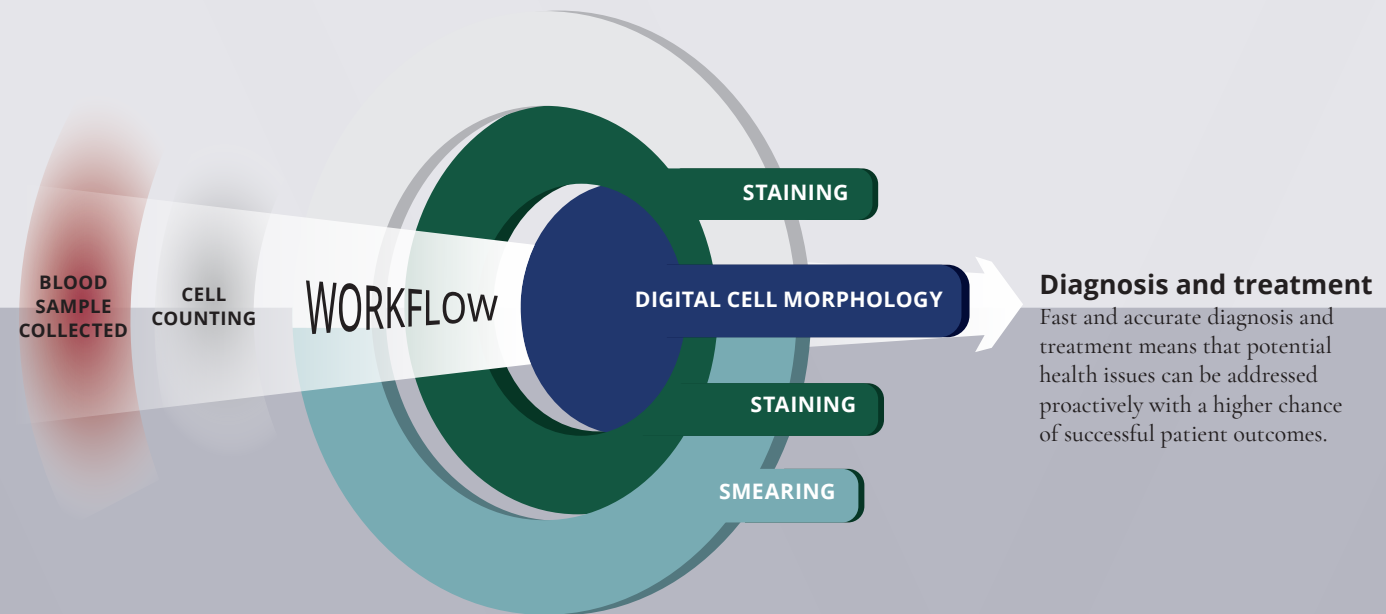 BLOOD
SAMPLE
COLLECTED
CELL
COUNTING
WORKFLOW
STAINING
DIGITAL CELL MORPHOLOGY
STAINING
SMEARING
Diagnosis and treatment
Fast and accurate diagnosis and
treatment means that potential
health issues can be addressed
proactively with a higher chance
of successful patient outcomes.